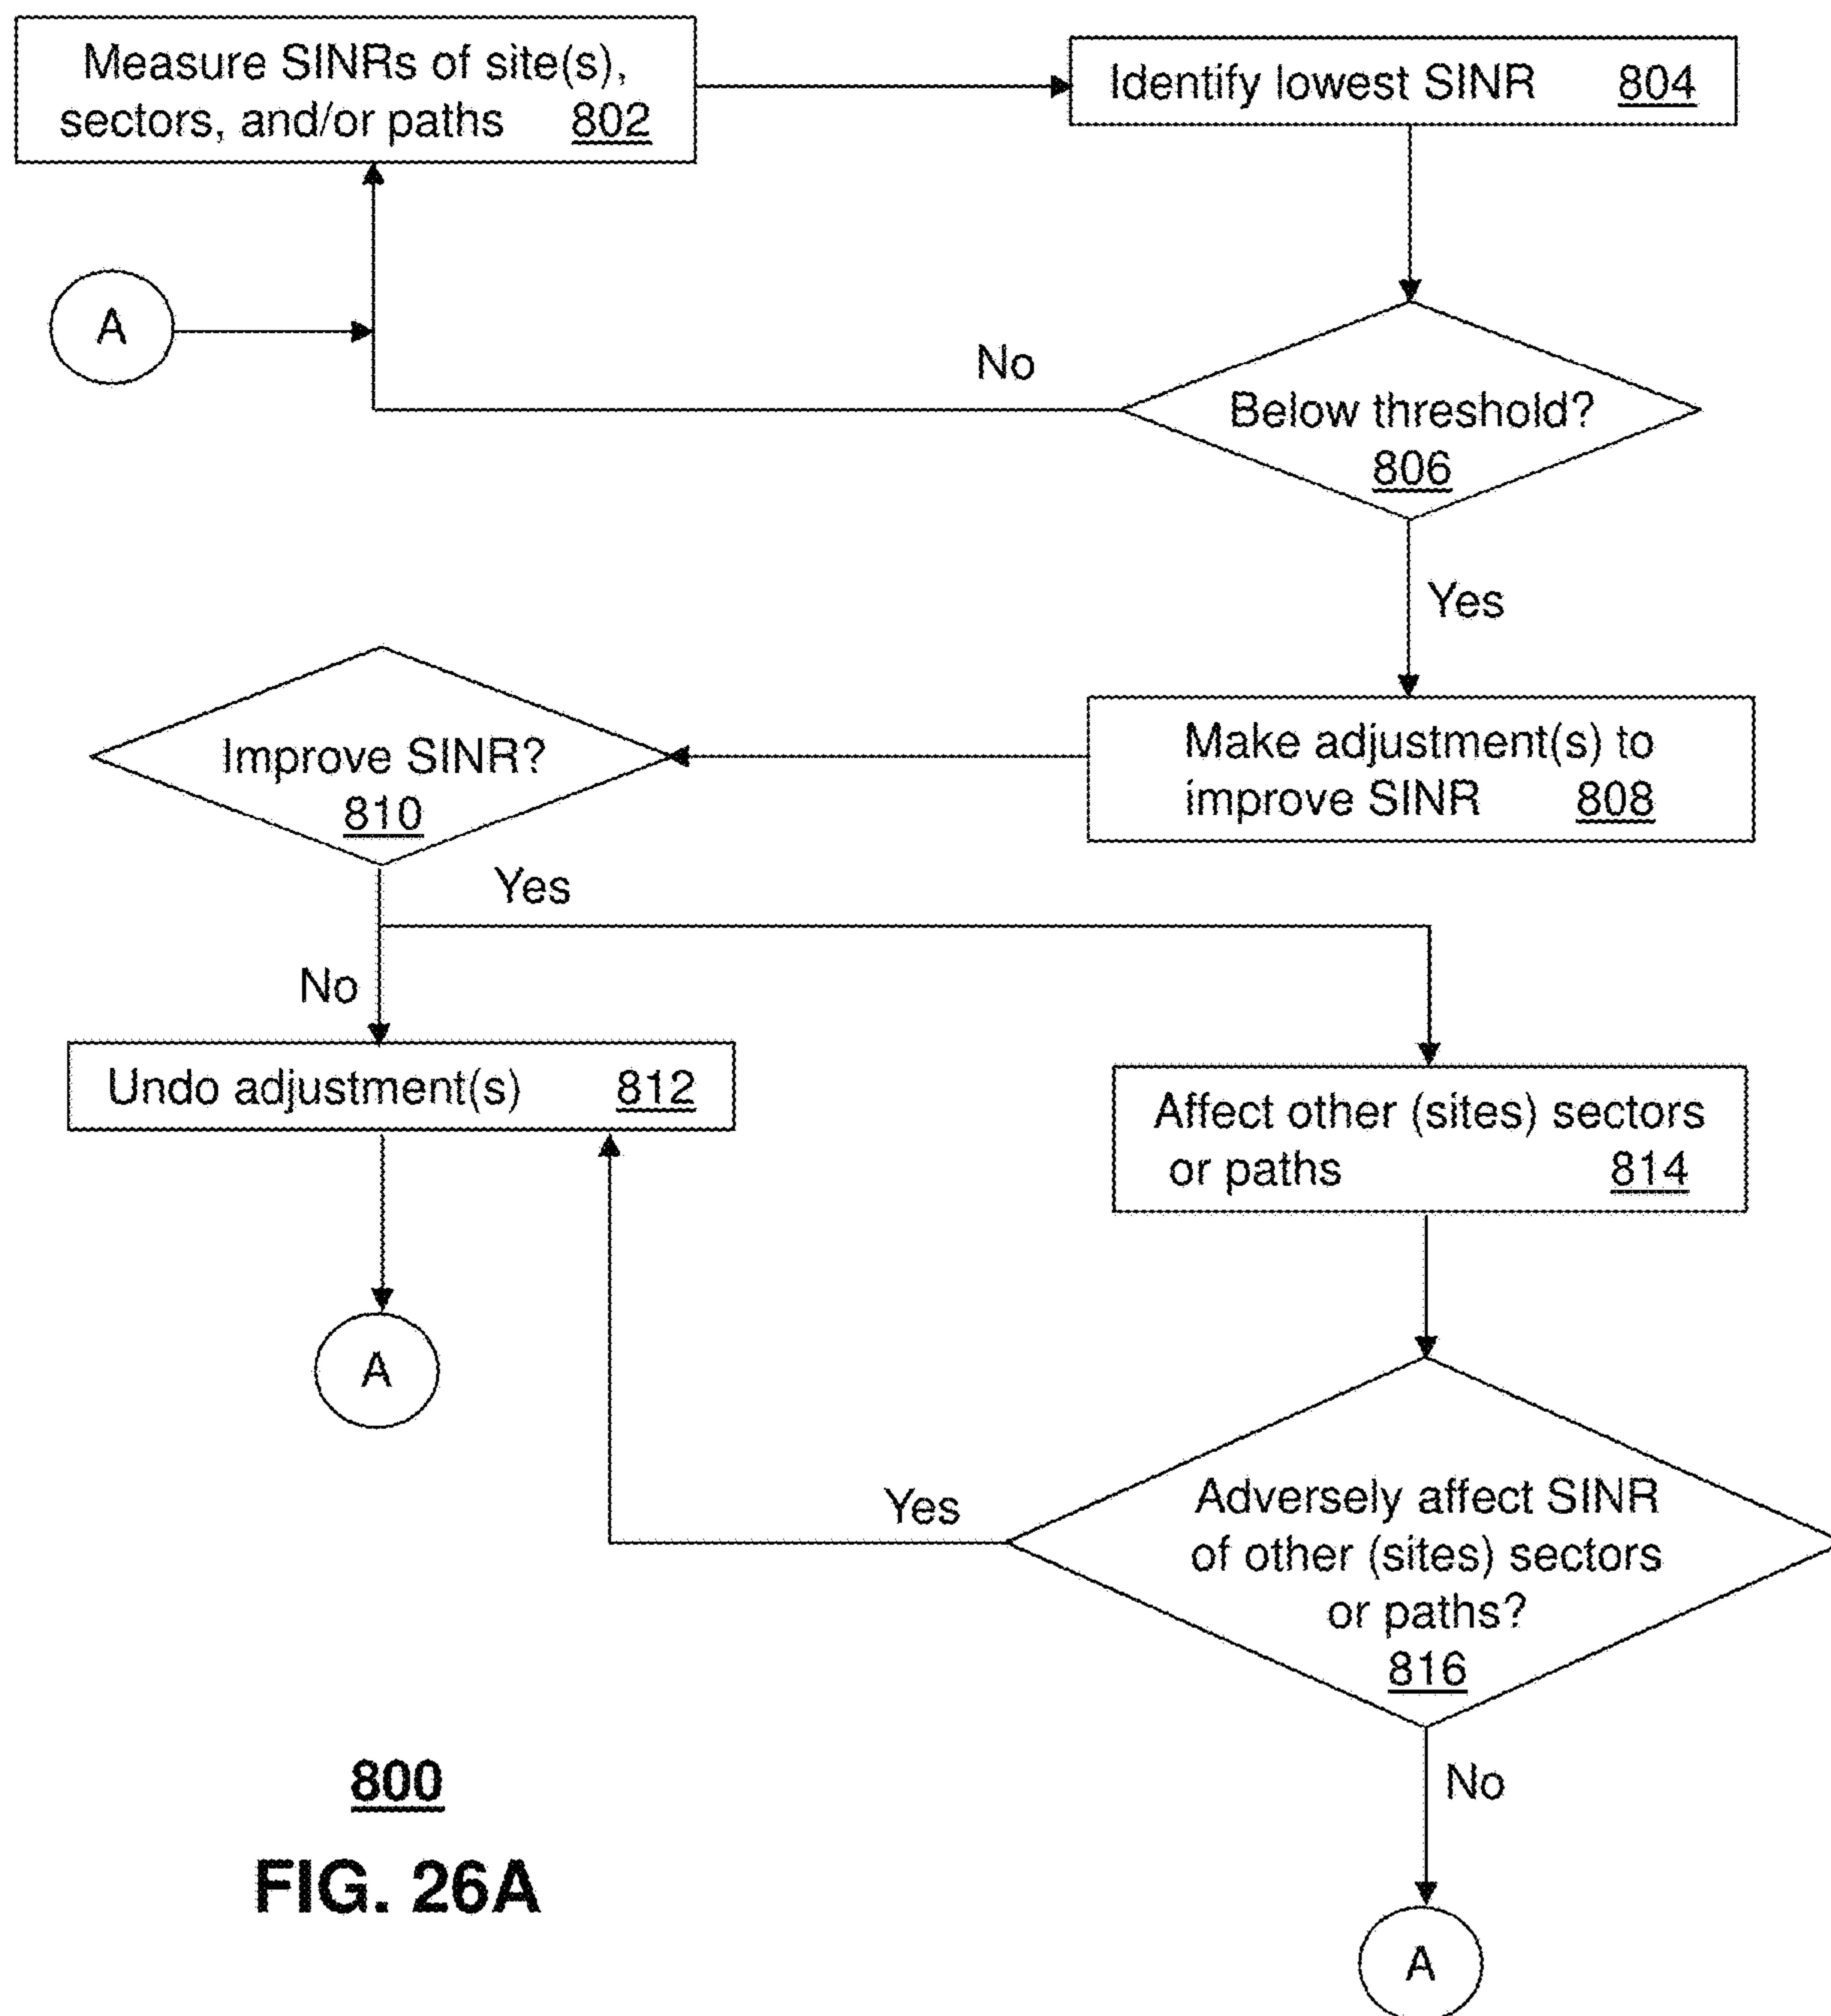 Measure SINRs of site(s),
sectors, and/or paths 802
Identify lowest SINR 804
A
No
Below threshold?
806
Yes
Improve SINR?
810
Make adjustment(s) to
improve SINR 808
Yes
No
Undo adjustment(s) 812
Affect other (sites) sectors
or paths 814
A
Yes
Adversely affect SINR
of other (sites) sectors
or paths?
816
No
800
FIG. 26A
A